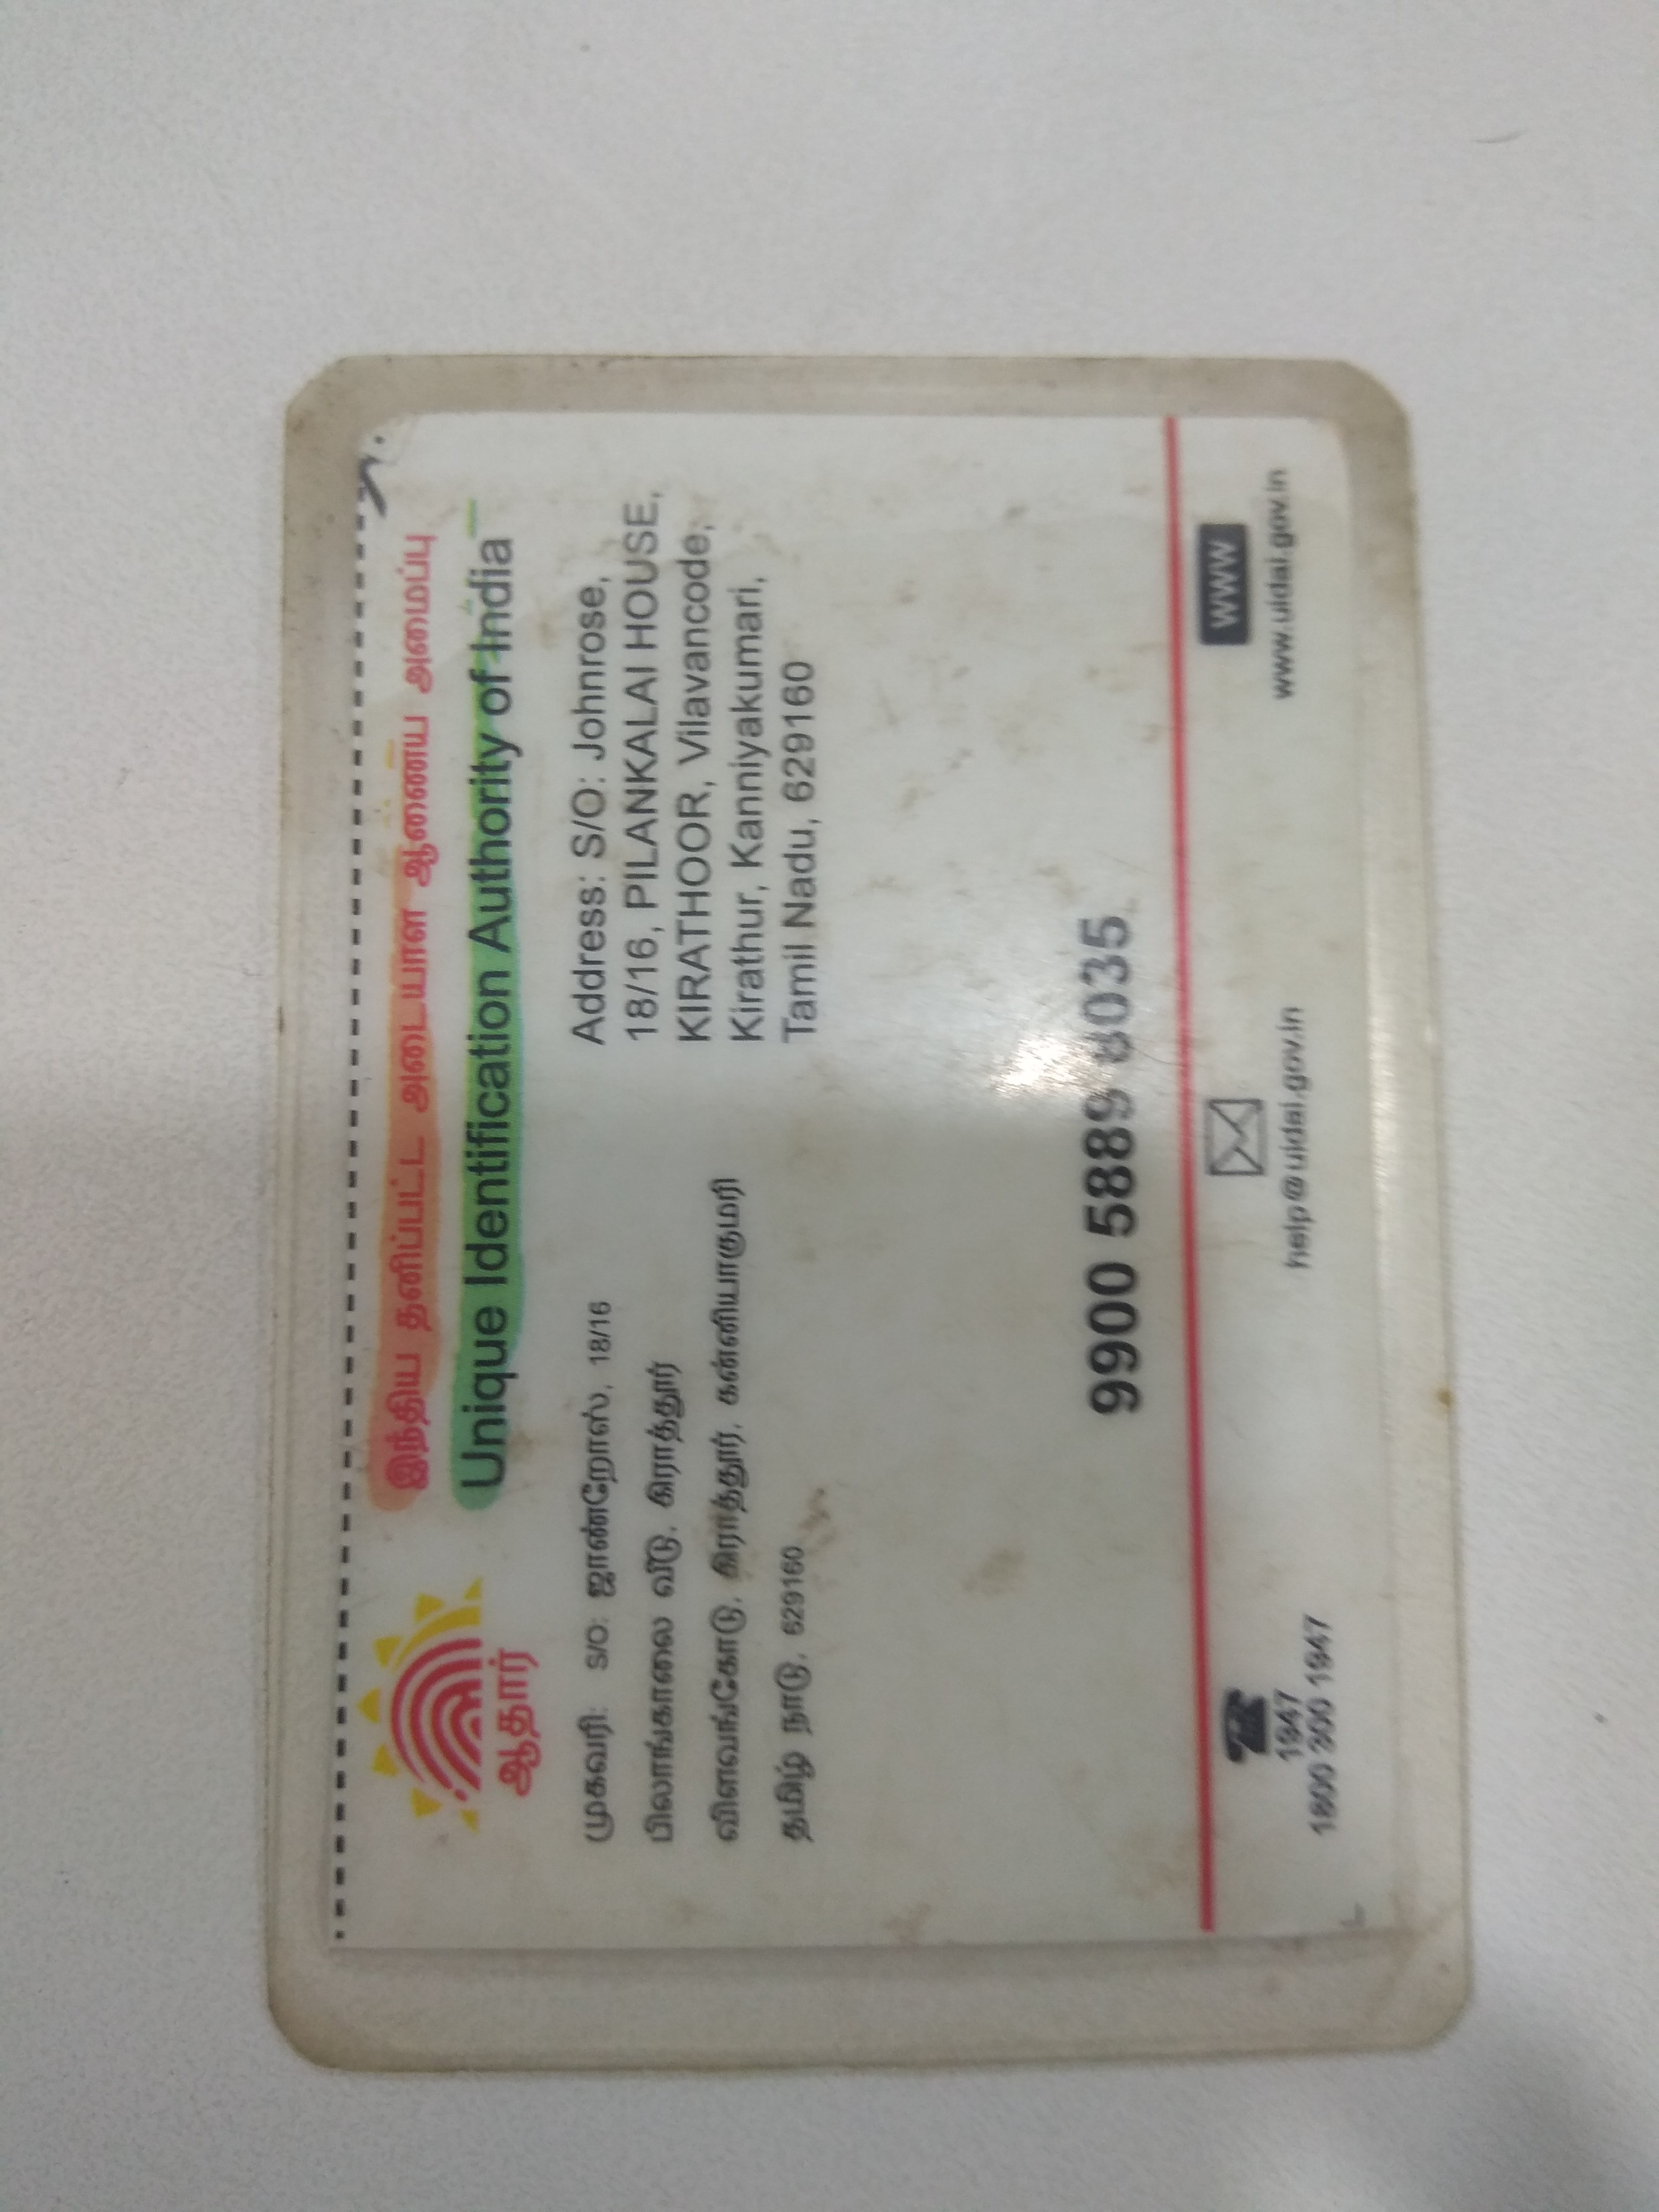 இந்திய தனிப்பட்ட அடையாள ஆணைய அமைப்பு
Unique Identification Authority of India
ஆதார்
முகவரி: S/O: ஜான்றோஸ், 18/16
பிலாங்காலை வீடு, கிராத்தூர்
விளவங்கோடு, கிராத்தூர், கன்னியாகுமரி
தமிழ் நாடு, 629160
Address: S/O: Johnrose,
18/16, PILANKALAI HOUSE,
KIRATHOOR, Vilavancode,
Kirathur, Kanniyakumari,
Tamil Nadu, 629160
9900 5889
1947
1800 300 1947
help@uidai.gov.in
WWW
www.uidai.gov.in